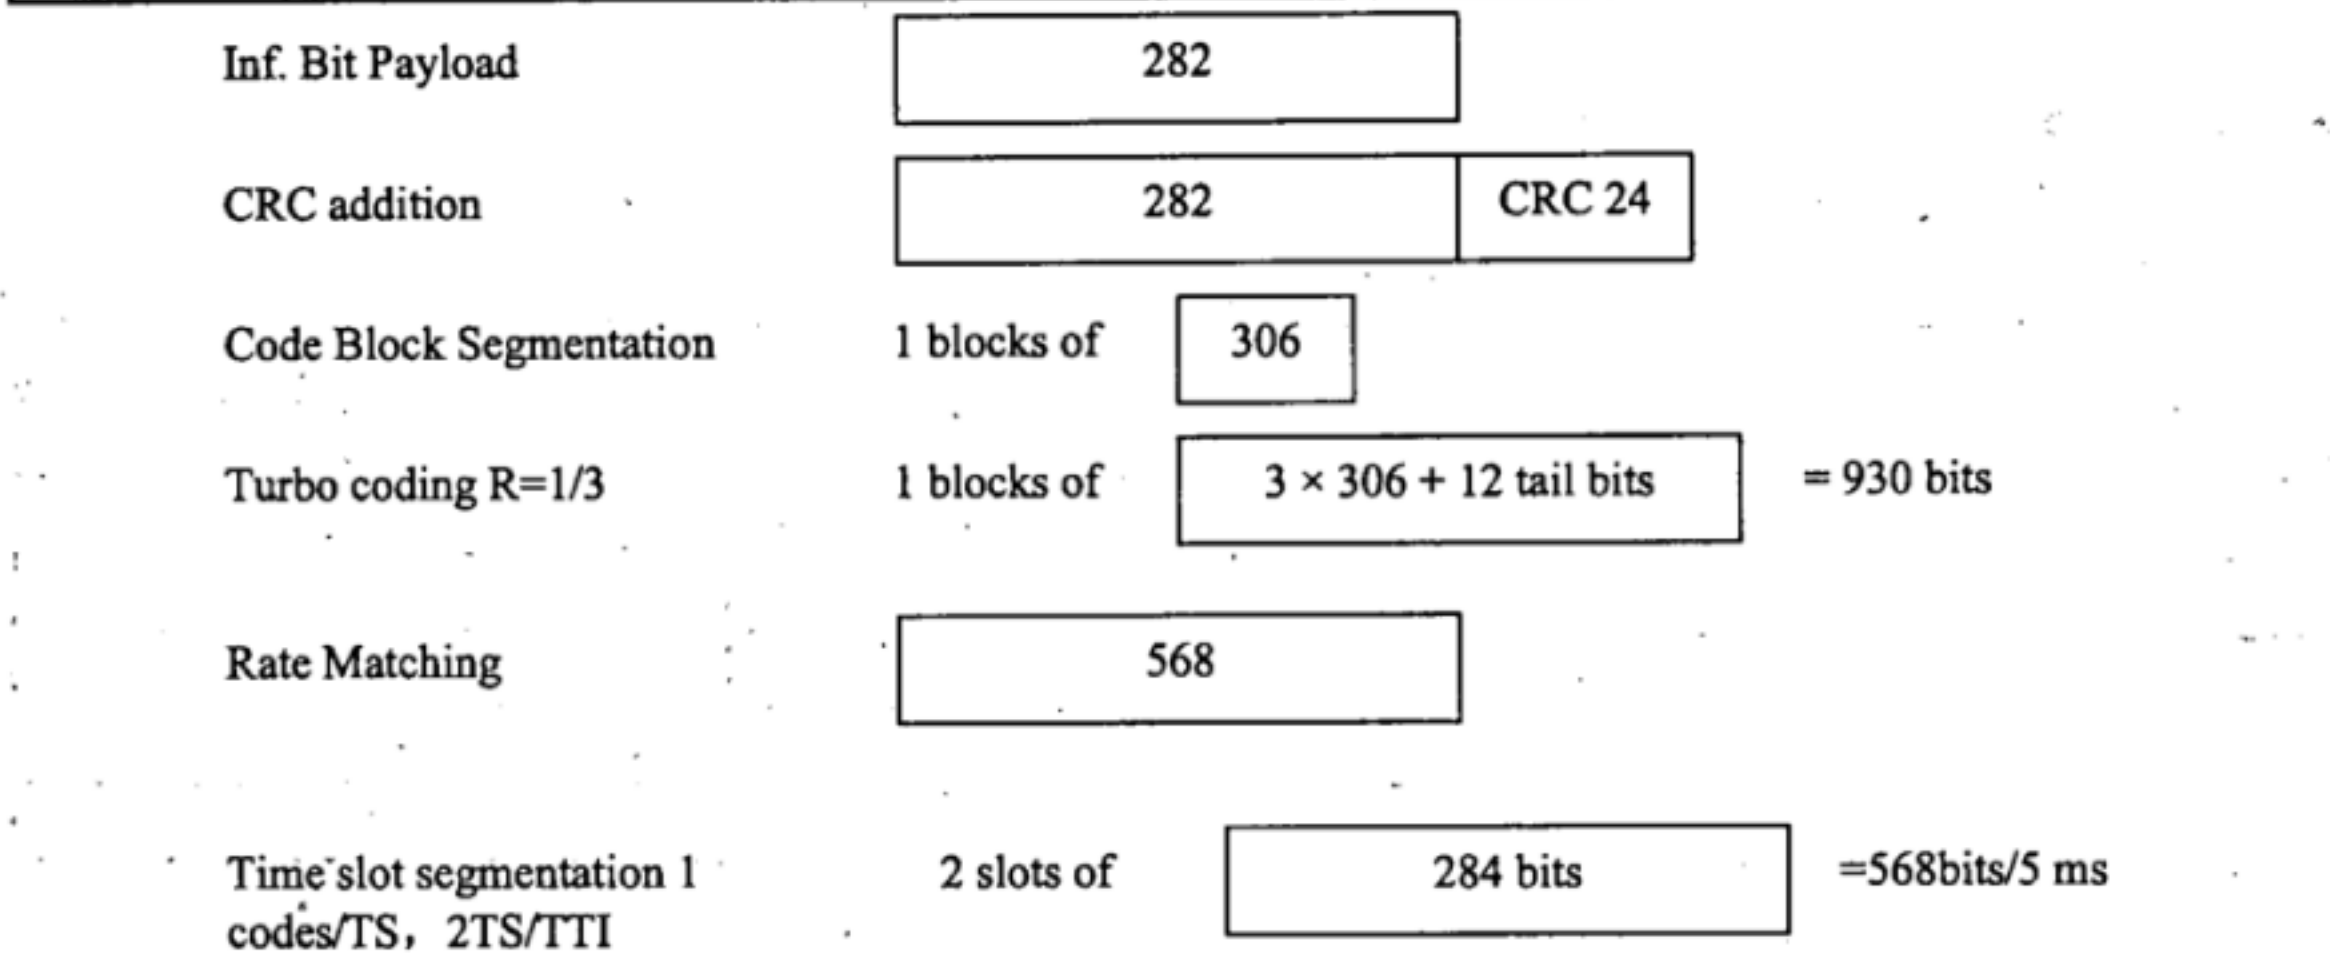 Inf. Bit Payload 282
CRC addition 282 CRC 24
Code Block Segmentation 1 blocks of 306
Turbo coding R=1/3 1 blocks of 3 × 306 + 12 tail bits = 930 bits
Rate Matching 568
Time slot segmentation 1 2 slots of 284 bits =568bits/5 ms
codes/TS，2TS/TTI